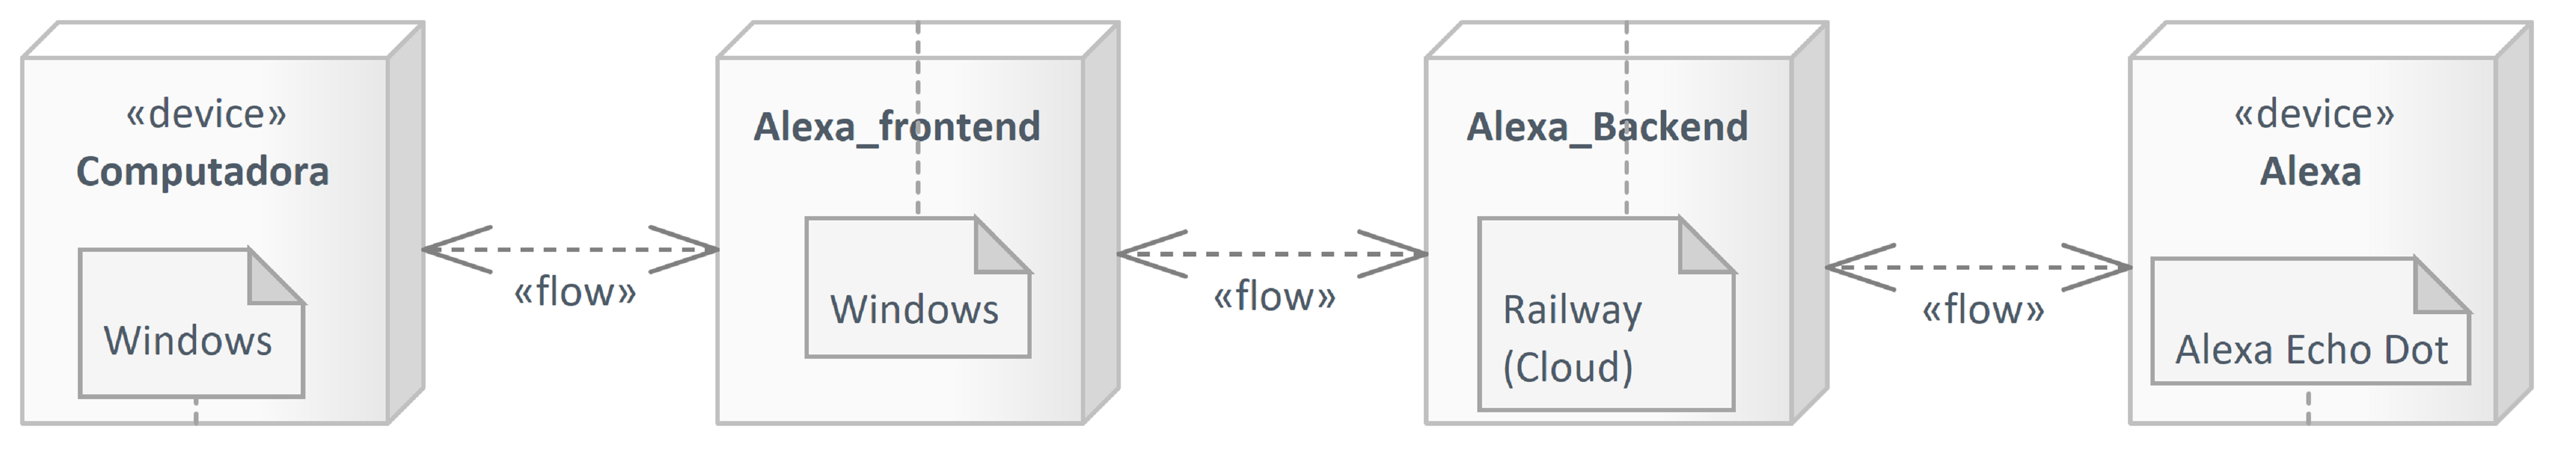 «device»
Computadora
Windows
«flow»
Alexa_frontend
Windows
«flow»
Alexa_Backend
Railway
(Cloud)
«flow»
«device»
Alexa
Alexa Echo Dot